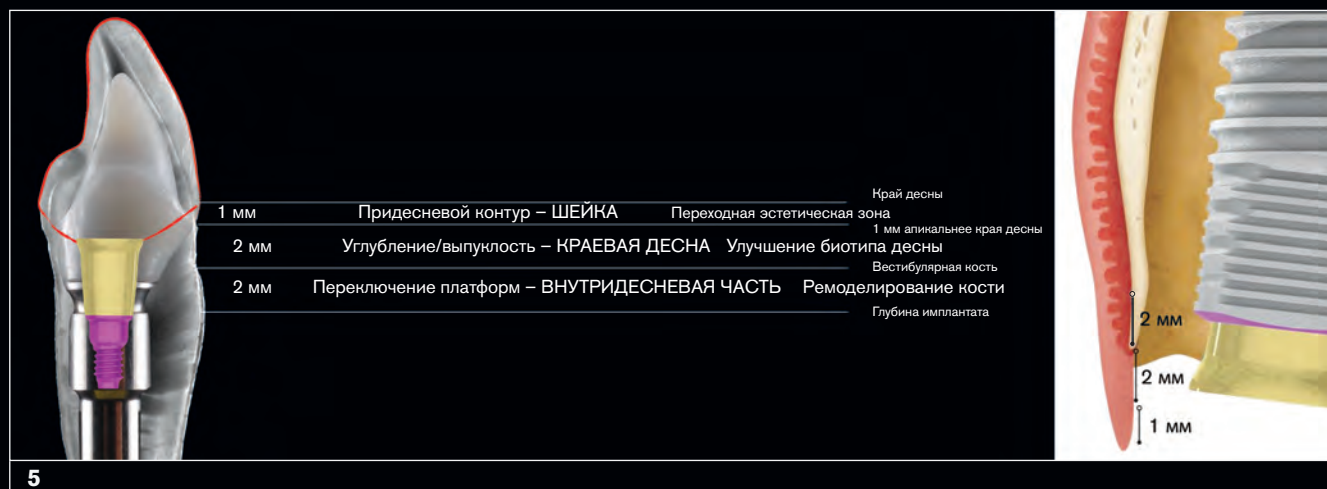 Край десны
1 мм Придесневой контур – ШЕЙКА Переходная эстетическая зона
1 мм апикальнее края десны
2 мм Углубление/выпуклость – КРАЕВАЯ ДЕСНА Улучшение биотипа десны
Вестибулярная кость
2 мм Переключение платформ – ВНУТРИДЕСНЕВАЯ ЧАСТЬ Ремоделирование кости
Глубина имплантата
2 мм
2 мм
1 мм
5